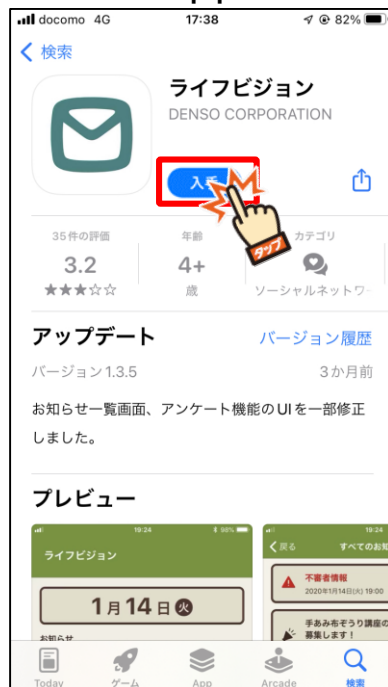 docomo 4G 17:38 82%
検索
ライフビジョン
DENSO CORPORATION
入手
タップ
35件の評価 年齢 カテゴリ
3.2 4+
★★★☆☆ 歳 ソーシャルネットワー
アップデート バージョン履歴
バージョン 1.3.5 3か月前
お知らせ一覧画面、アンケート機能のUIを一部修正
しました。
プレビュー
19:24 98% 19:24
ライフビジョン 戻る すべてのお知
不審者情報
2020年1月14日(火) 19:00
1月14日火
手あみ布ぞうり講座の
募集します!
お知らせ
Today ゲーム App Arcade 検索